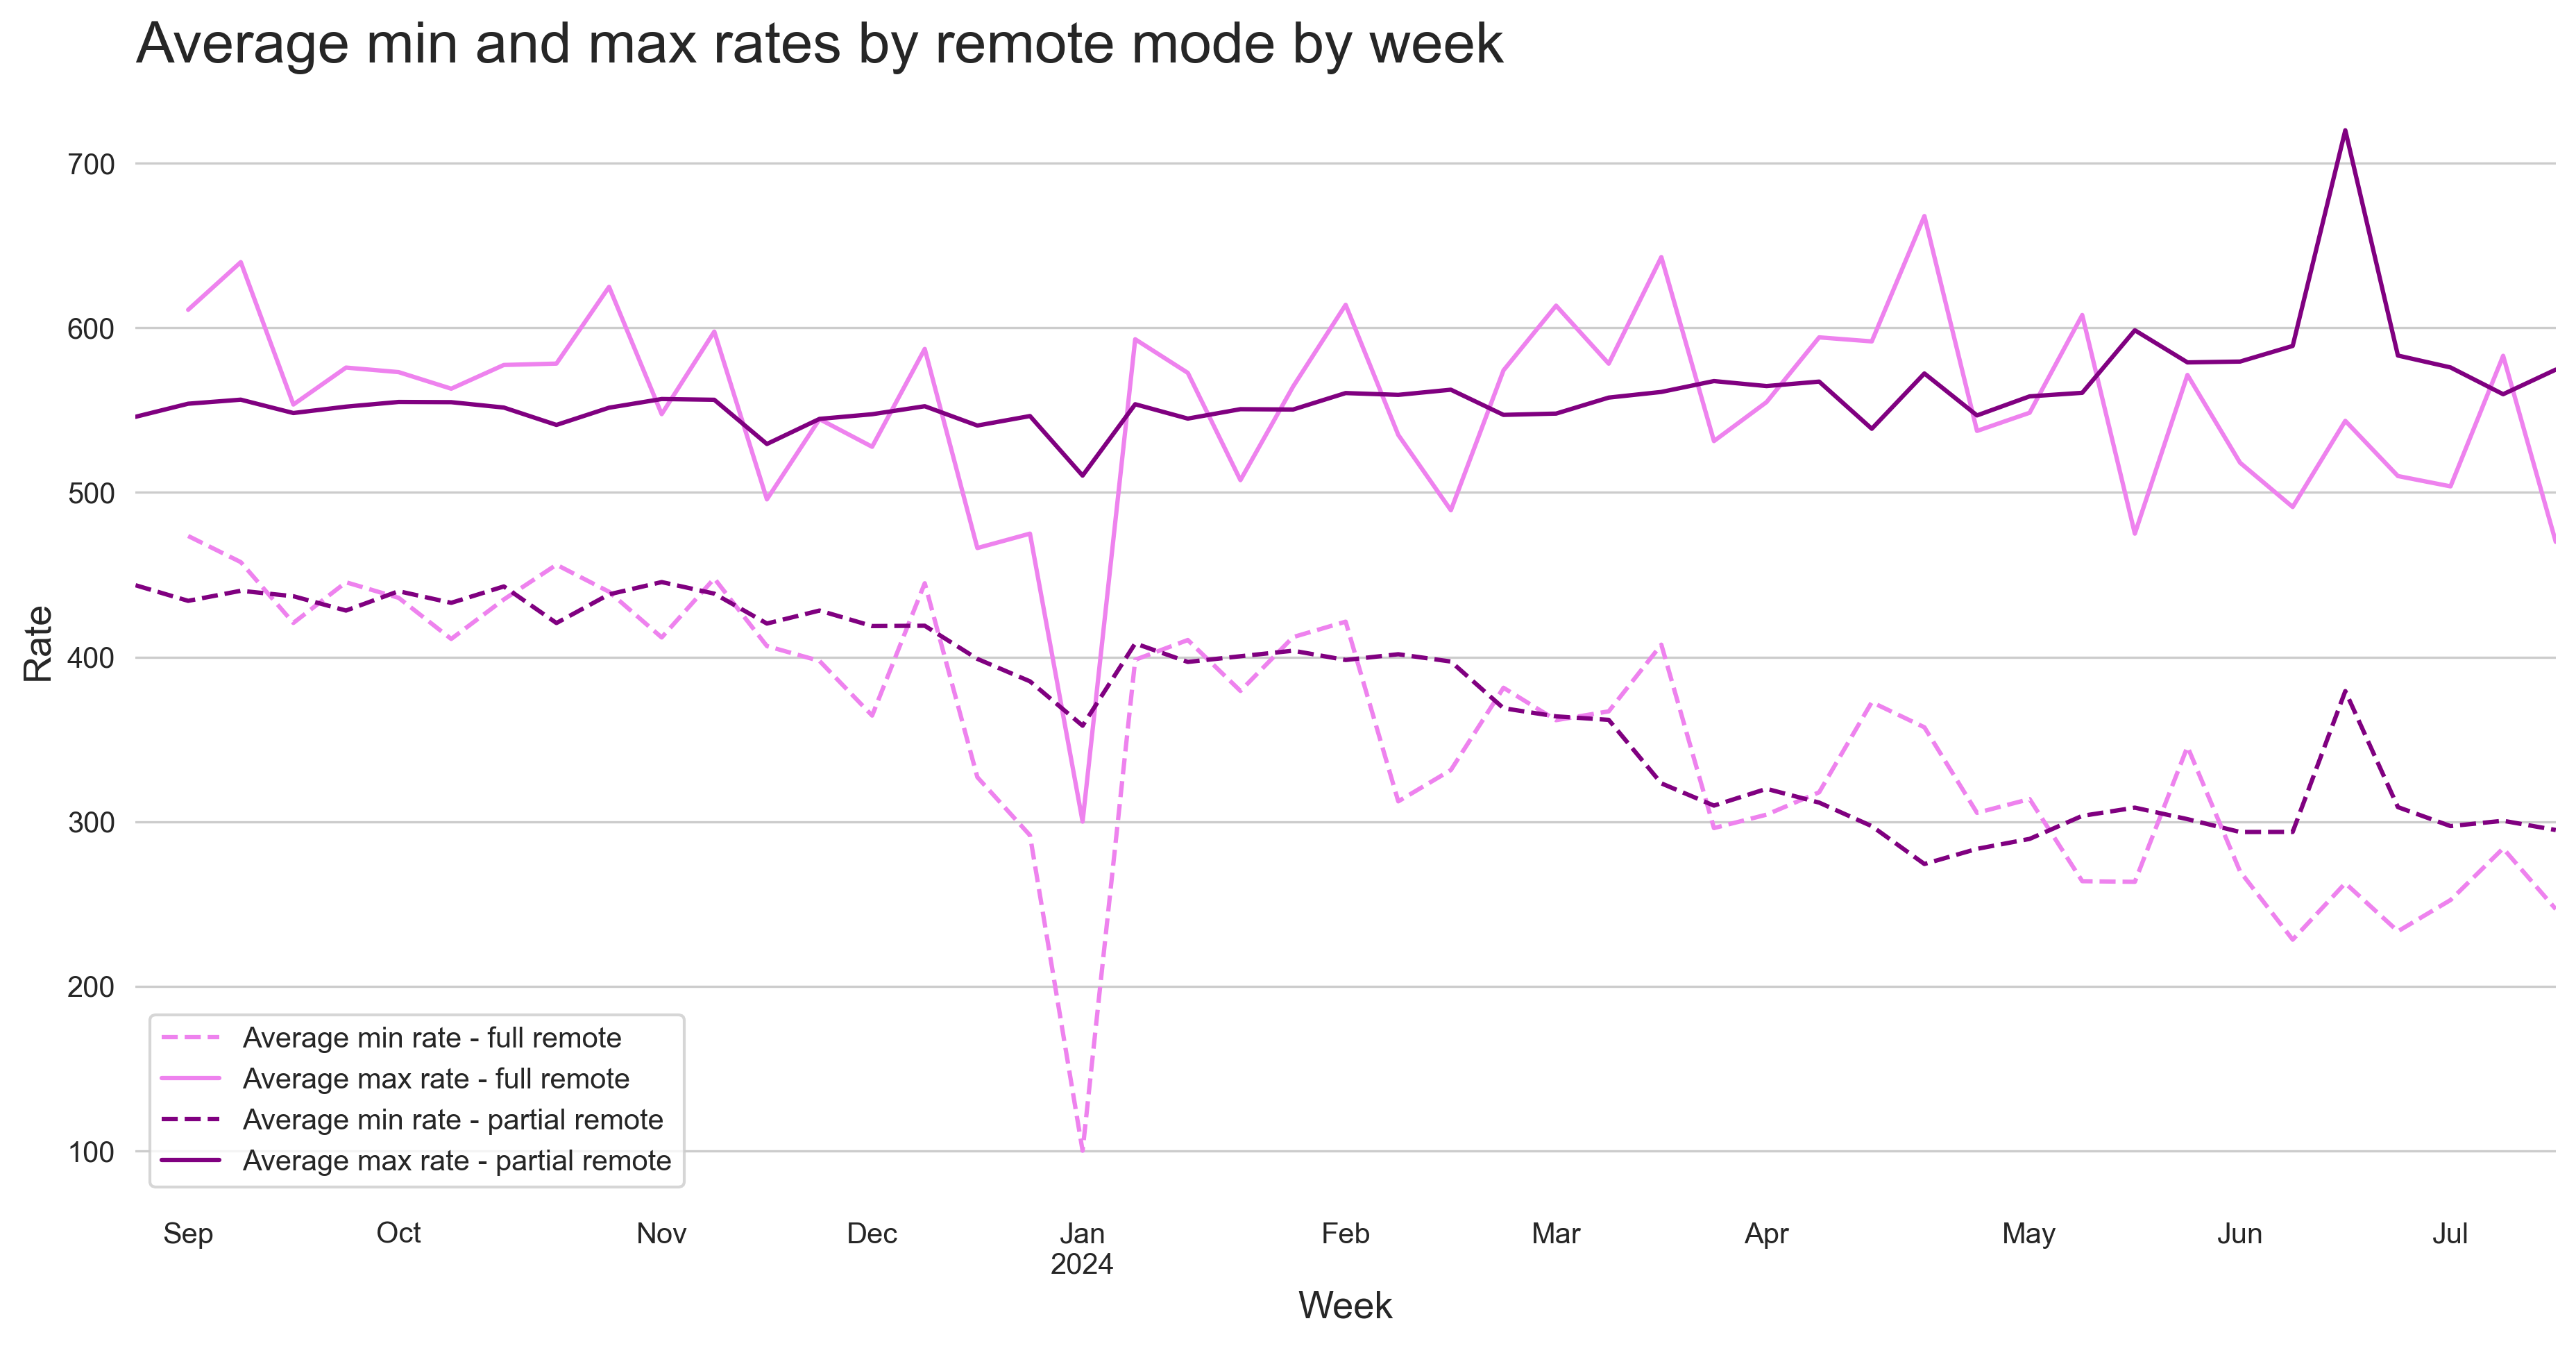 Average min and max rates by remote mode by week
700
600
500
400
300
200
100
Rate
Average min rate - full remote
Average max rate - full remote
Average min rate - partial remote
Average max rate - partial remote
Sep Oct Nov Dec Jan Feb Mar Apr May Jun Jul
2024
Week